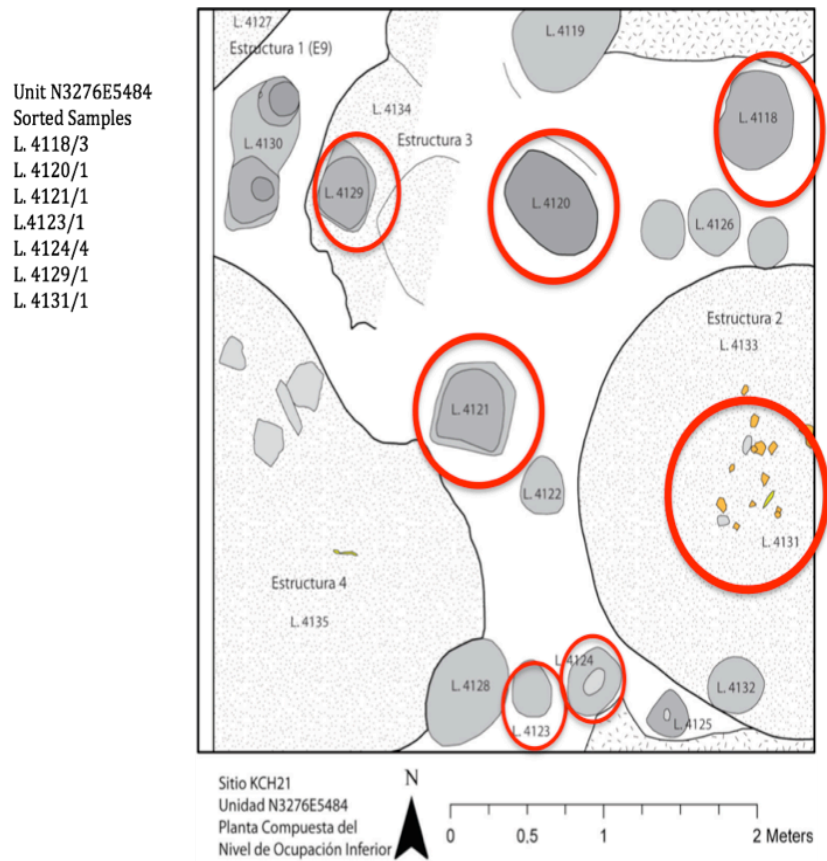 Unit N3276E5484
Sorted Samples
L. 4118/3
L. 4120/1
L. 4121/1
L.4123/1
L. 4124/4
L. 4129/1
L. 4131/1
L. 4127
Estructura 1 (E9)
L. 4119
L. 4134
L. 4118
L. 4130
Estructura 3
L. 4129
L. 4120
L. 4126
Estructura 2
L. 4133
L. 4121
L. 4122
L. 4131
Estructura 4
L. 4135
L. 4124
L. 4128
L. 4132
L. 4125
L. 4123
Sitio KCH21
Unidad N3276E5484
Planta Compuesta del
Nivel de Ocupación Inferior
N
0 0.5 1 2 Meters